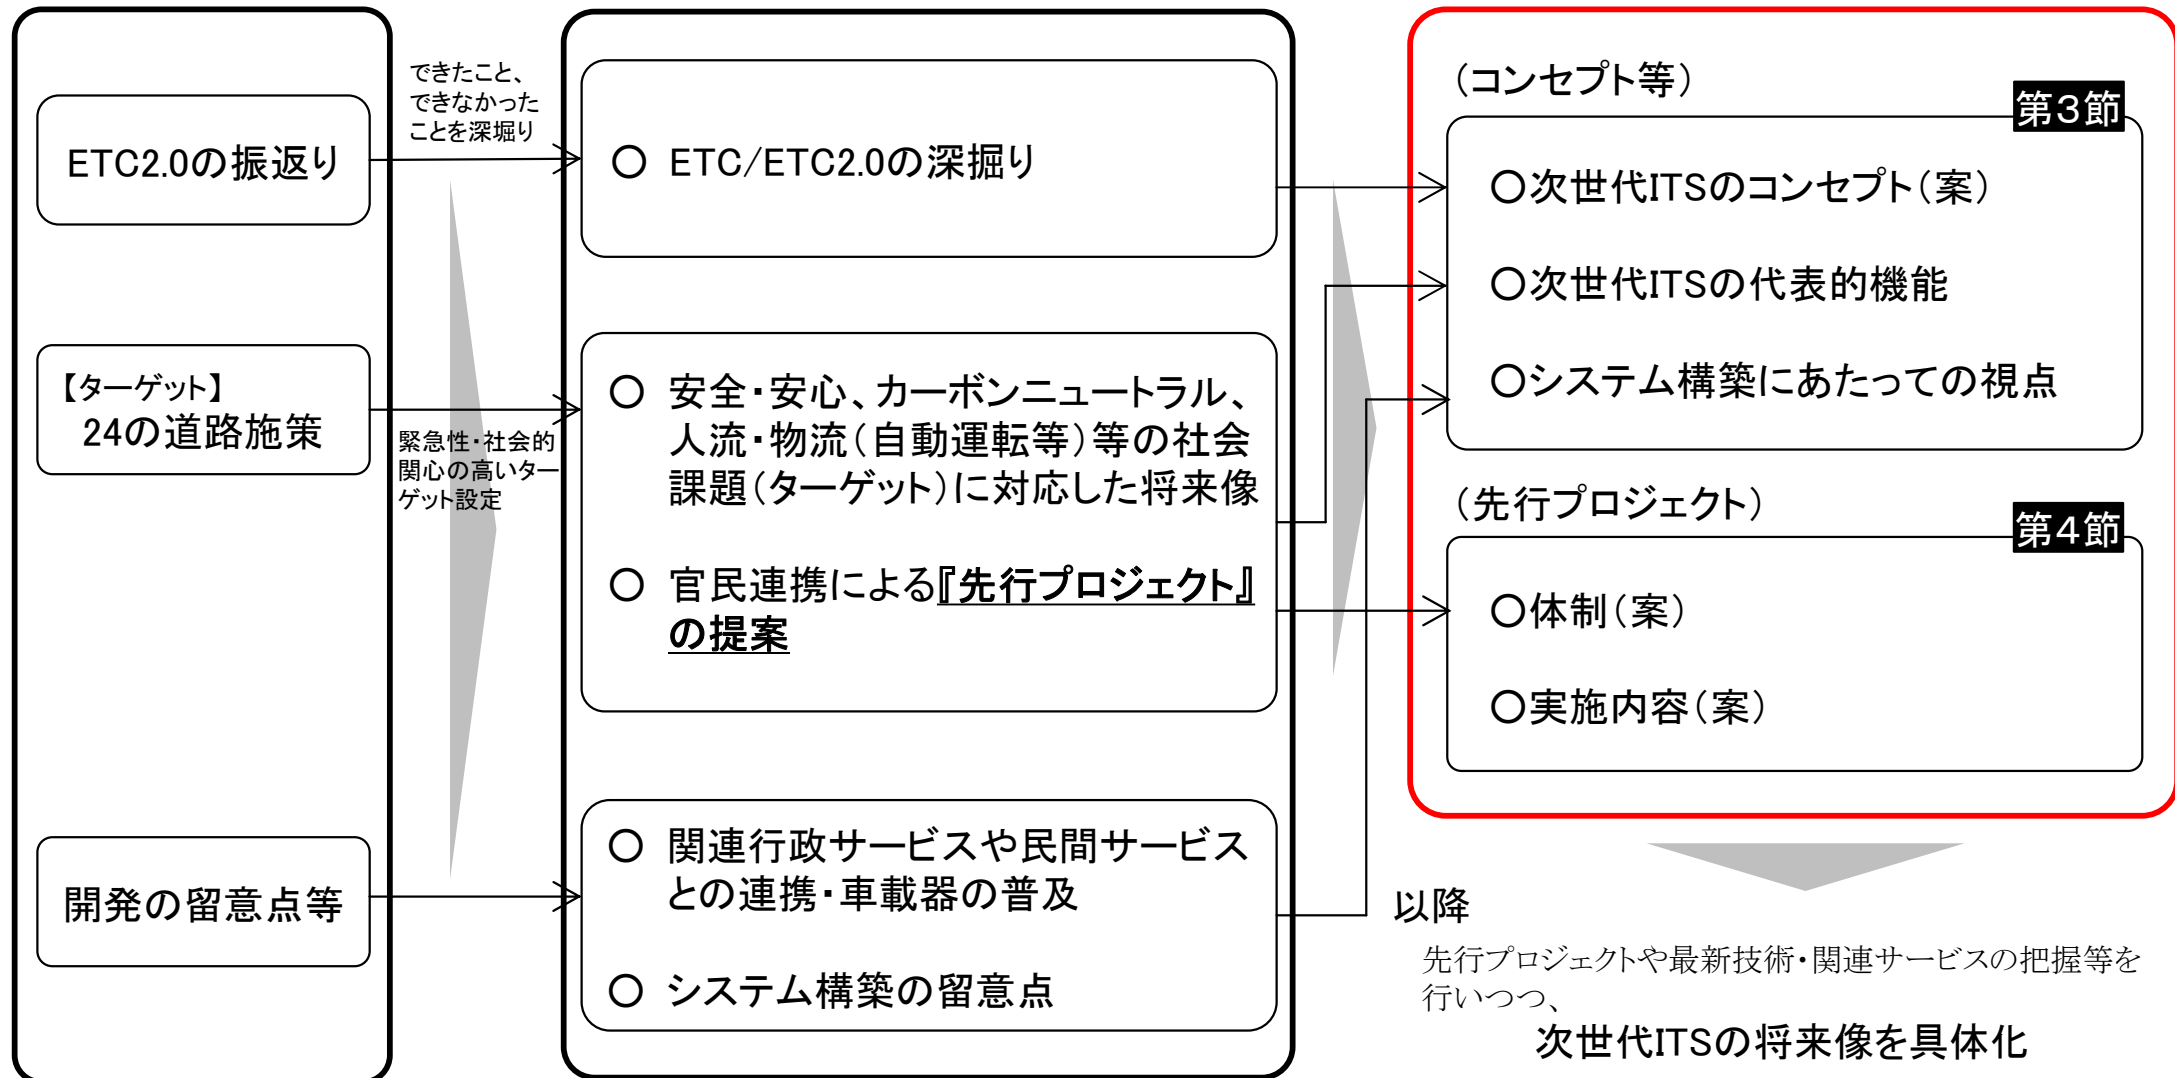 ETC2.0の振返り
【ターゲット】
24の道路施策
開発の留意点等
できたこと、
できなかった
ことを深堀り
緊急性・社会的
関心の高いター
ゲット設定
○ ETC/ETC2.0の深掘り
○ 安全・安心、カーボンニュートラル、
人流・物流（自動運転等）等の社会
課題（ターゲット）に対応した将来像
○ 官民連携による『先行プロジェクト』
の提案
○ 関連行政サービスや民間サービス
との連携・車載器の普及
○ システム構築の留意点
（コンセプト等）
第３節
○次世代ITSのコンセプト（案）
○次世代ITSの代表的機能
○システム構築にあたっての視点
（先行プロジェクト）
第４節
○体制（案）
○実施内容（案）
以降
先行プロジェクトや最新技術・関連サービスの把握等を
行いつつ、
次世代ITSの将来像を具体化